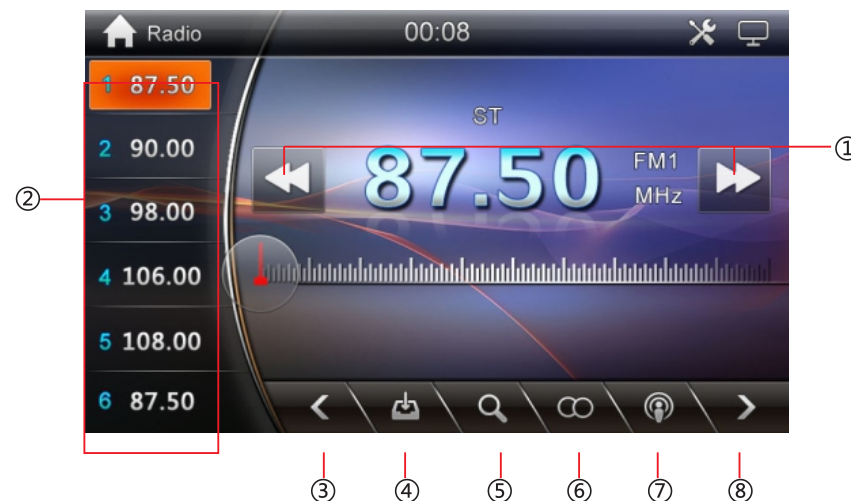 Radio 00:08
1 87.50
ST
①
2 90.00
87.50 FM1
MHz
②
3 98.00
4 106.00
5 108.00
6 87.50
③ ④ ⑤ ⑥ ⑦ ⑧